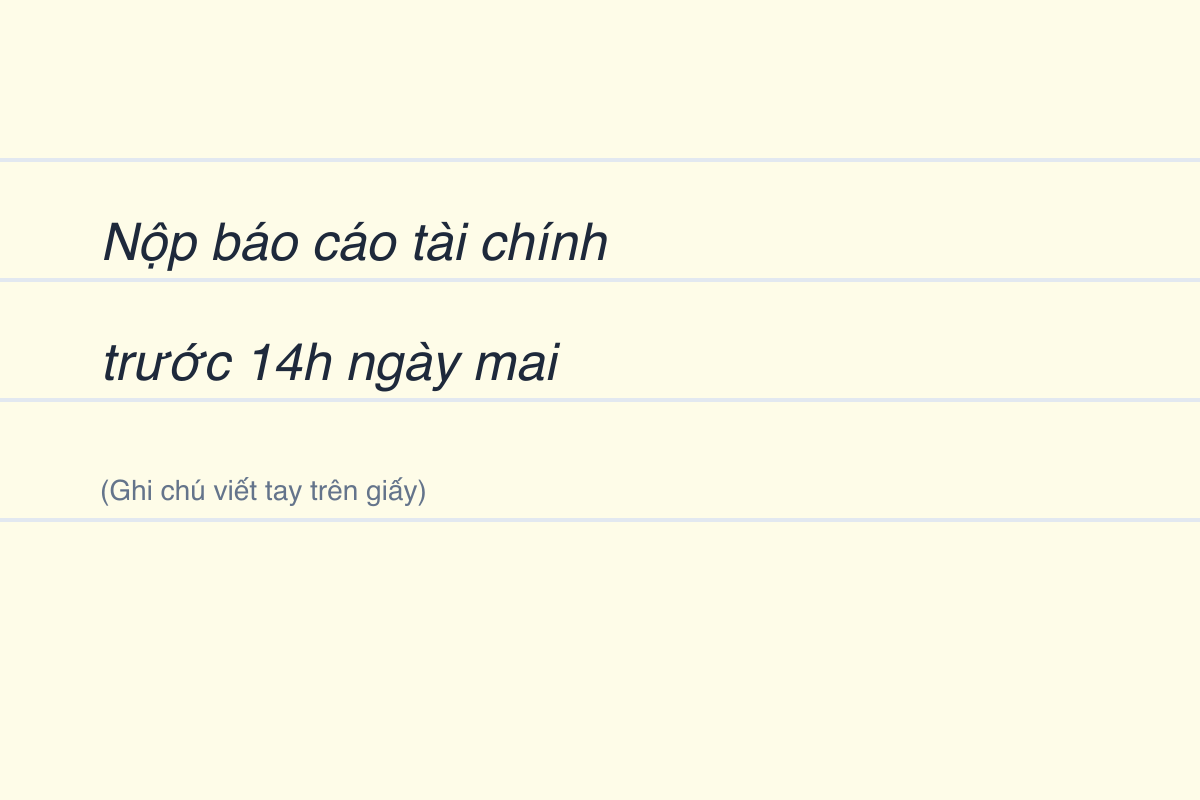 Nộp báo cáo tài chính
trước 14h ngày mai
(Ghi chú viết tay trên giấy)